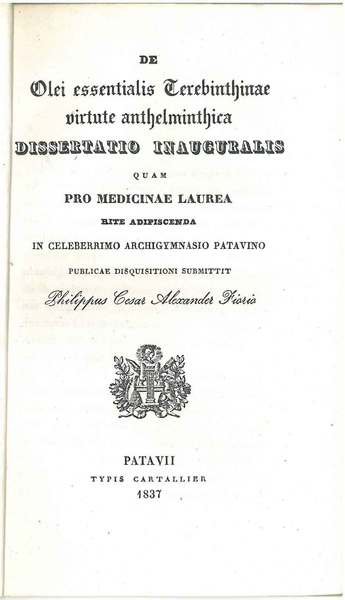 DE
Olei essentialis Terebinthinae
virtute anthelminthica
DISSERTATIO INAUGURALIS
QUAM
PRO MEDICINAE LAUREA
RITE ADIPISCENDA
IN CELEBERRIMO ARCHIGYMNASIO PATAVINO
PUBLICAE DISQUISITIONI SUBMITTIT
Philippus Cesar Alexander Fioris
PATAVII
TYPIS CARTALLIER
1837